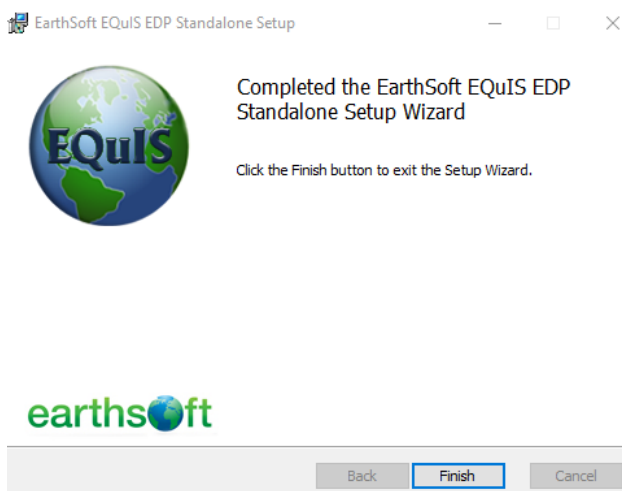 EarthSoft EQuIS EDP Standalone Setup
EQuIS
Completed the EarthSoft EQuIS EDP
Standalone Setup Wizard
Click the Finish button to exit the Setup Wizard.
earthsoft
Back
Finish
Cancel